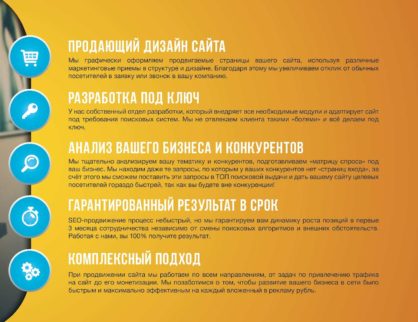 ПРОДАЮЩИЙ ДИЗАЙН САЙТА
Мы графически оформляем продвигаемые страницы вашего сайта, используя различные
маркетинговые приемы в структуре и дизайне. Благодаря этому мы увеличиваем отклик от обычных
посетителей в заявку или звонок в вашу компанию.
РАЗРАБОТКА ПОД КЛЮЧ
У нас собственный отдел разработки, который внедряет все необходимые модули и адаптирует сайт
под требования поисковых систем. Мы не отвлекаем клиента такими «болями» и всё делаем под
ключ.
АНАЛИЗ ВАШЕГО БИЗНЕСА И КОНКУРЕНТОВ
Мы тщательно анализируем вашу тематику и конкурентов, подготавливаем «матрицу спроса» под
ваш бизнес. Мы находим даже те запросы, по которым у ваших конкурентов нет «страниц входа», за
счёт этого мы сможем поставить эти запросы в ТОП поисковой выдачи и дать вашему сайту целевых
посетителей гораздо быстрей, так как вы будете вне конкуренции!
ГАРАНТИРОВАННЫЙ РЕЗУЛЬТАТ В СРОК
SEO-продвижение процесс небыстрый, но мы гарантируем вам динамику роста позиций в первые
3 месяца сотрудничества независимо от смены поисковых алгоритмов и внешних обстоятельств.
Работая с нами, вы 100% получите результат.
КОМПЛЕКСНЫЙ ПОДХОД
При продвижении сайта мы работаем по всем направлениям, от задач по привлечению трафика
на сайт до его монетизации. Мы позаботимся о том, чтобы развитие вашего бизнеса в сети было
быстрым и максимально эффективным на каждый вложенный в рекламу рубль.